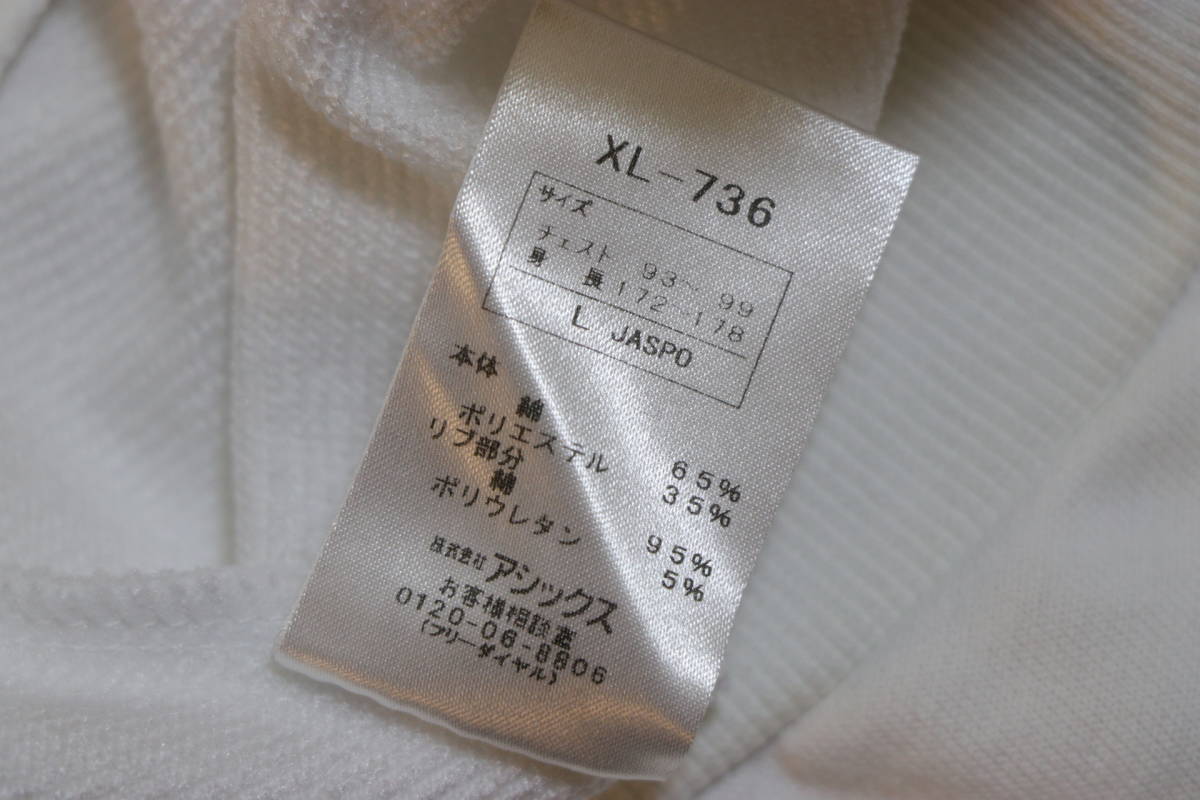 XL-736
サイズ
チェスト 93～99
身長 172～178
L JASPO
本体
綿 65%
ポリエステル 35%
リブ部分
綿 95%
ポリウレタン 5%
株式会社アシックス
お客様相談室
0120-06-8806
(フリーダイヤル)